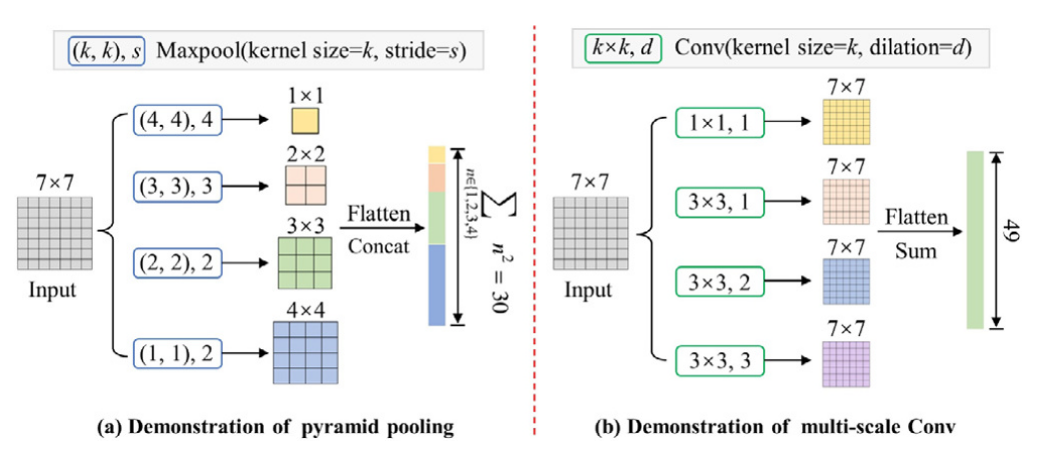 (k, k), s Maxpool(kernel size=k, stride=s)
7×7
Input
(4, 4), 4
1×1
(3, 3), 3
2×2
(2, 2), 2
3×3
(1, 1), 2
4×4
Flatten
Concat
∑ n∈{1,2,3,4} n² = 30
(a) Demonstration of pyramid pooling
k×k, d Conv(kernel size=k, dilation=d)
7×7
Input
1×1, 1
7×7
3×3, 1
7×7
3×3, 2
7×7
3×3, 3
7×7
Flatten
Sum
49
(b) Demonstration of multi-scale Conv